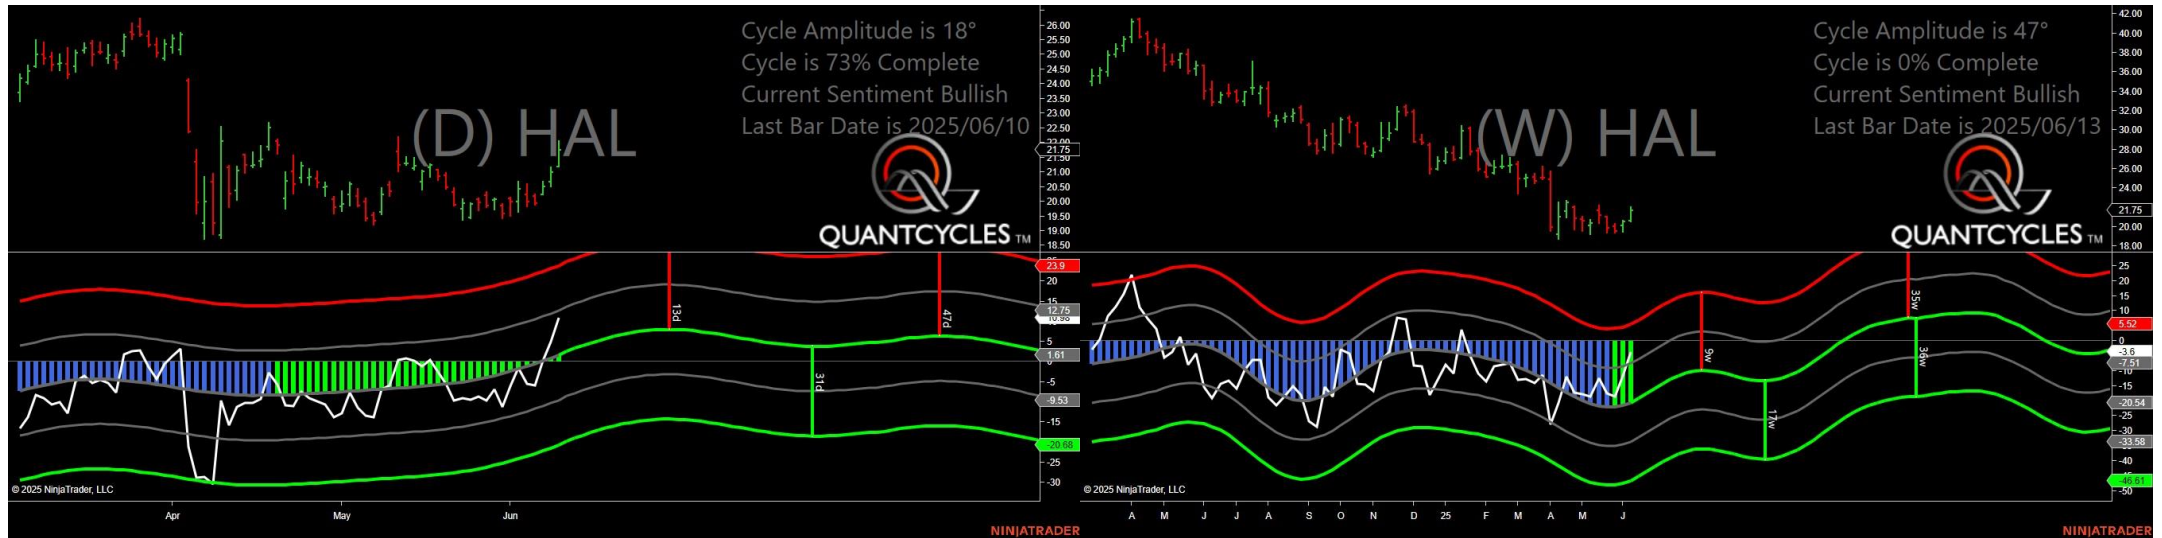 Cycle Amplitude is 18°
Cycle is 73% Complete
Current Sentiment Bullish
Last Bar Date is 2025/06/10
(D) HAL
QUANTCYCLES TM
26.00
25.50
25.00
24.50
24.00
23.50
23.00
22.50
22.00
21.75
21.50
21.00
20.50
20.00
19.50
19.00
18.50
23.9
20
15
12.75
10.98
5
1.61
-5
-9.53
-15
-20.68
-25
-30
13d
31d
47d
© 2025 NinjaTrader, LLC
Apr
May
Jun
NINJATRADER
Cycle Amplitude is 47°
Cycle is 0% Complete
Current Sentiment Bullish
Last Bar Date is 2025/06/13
(W) HAL
QUANTCYCLES TM
42.00
40.00
38.00
36.00
34.00
32.00
30.00
28.00
26.00
24.00
21.75
20.00
18.00
25
20
15
10
5.52
0
-3.6
-7.51
-10
-15
-20.54
-25
-30
-33.58
-40
-46.61
-50
9w
17w
35w
36w
© 2025 NinjaTrader, LLC
A M J J A S O N D 25 F M A M J
NINJATRADER